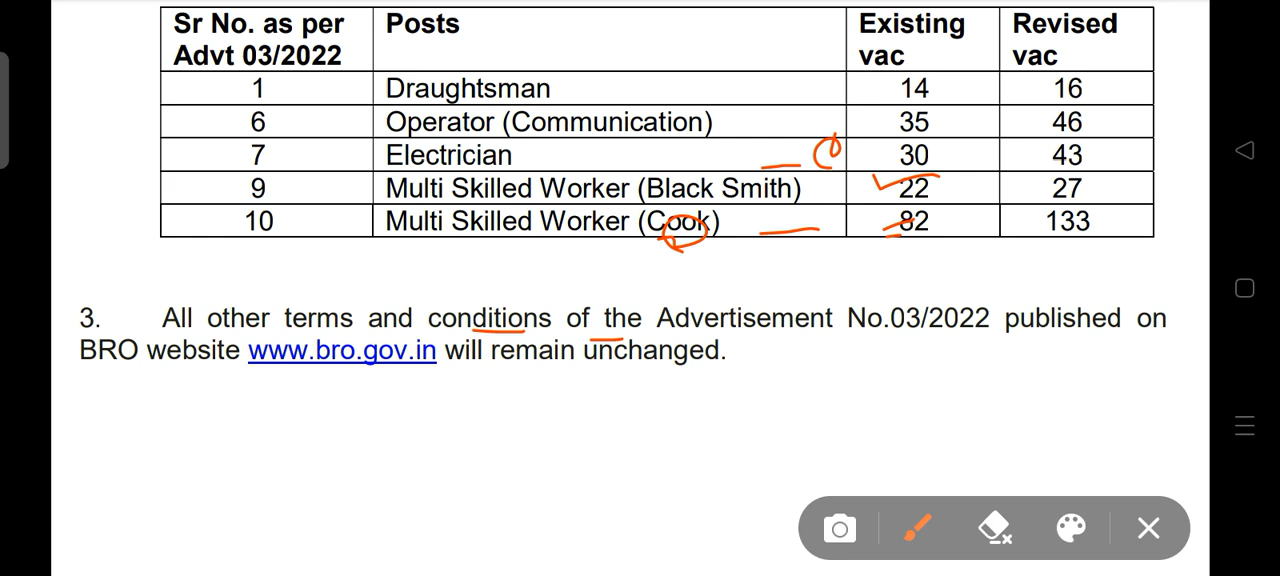 Sr No. as per Posts Existing Revised
Advt 03/2022 vac vac
1 Draughtsman 14 16
6 Operator (Communication) 35 46
7 Electrician 30 43
9 Multi Skilled Worker (Black Smith) 22 27
10 Multi Skilled Worker (Cook) 82 133
3. All other terms and conditions of the Advertisement No.03/2022 published on
BRO website www.bro.gov.in will remain unchanged.